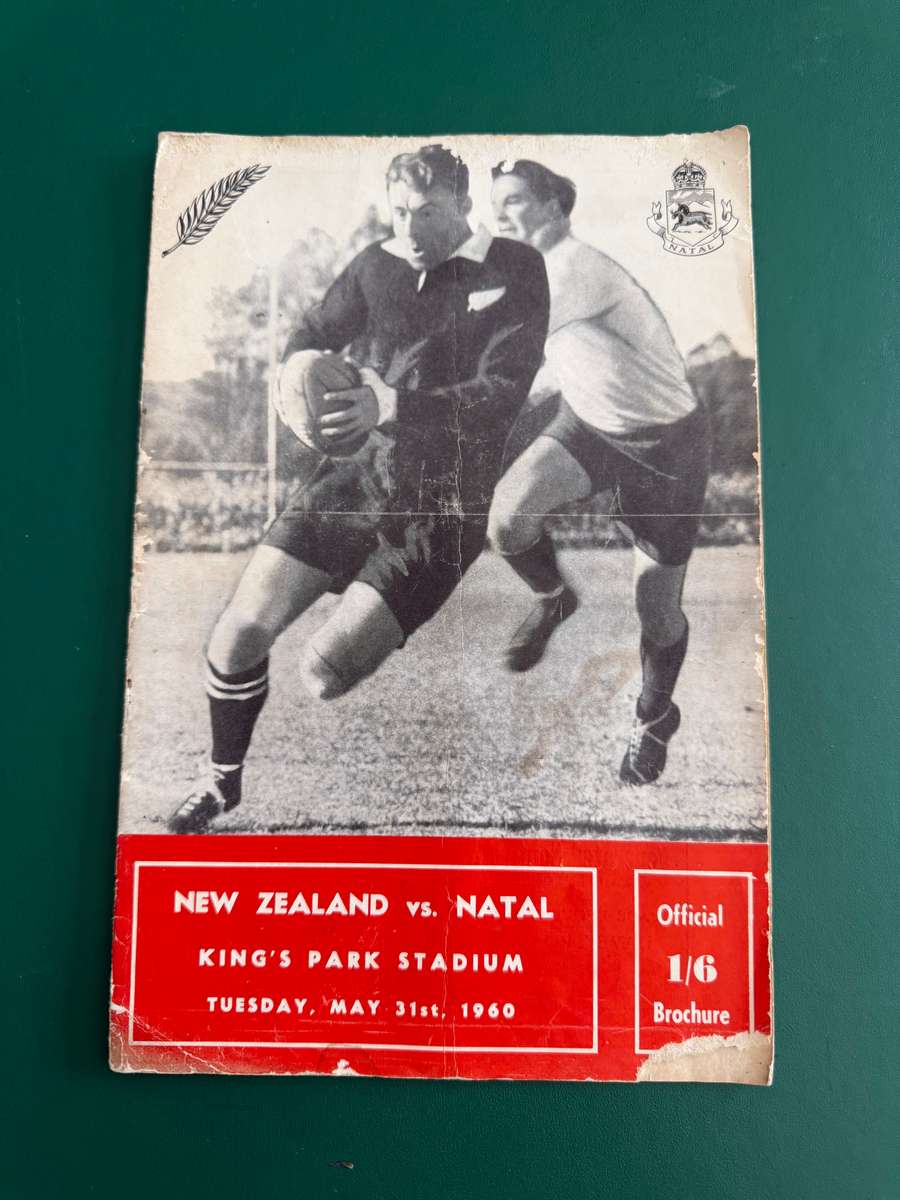 NATAL
NEW ZEALAND vs. NATAL
KING'S PARK STADIUM
TUESDAY, MAY 31st, 1960
Official
1/6
Brochure